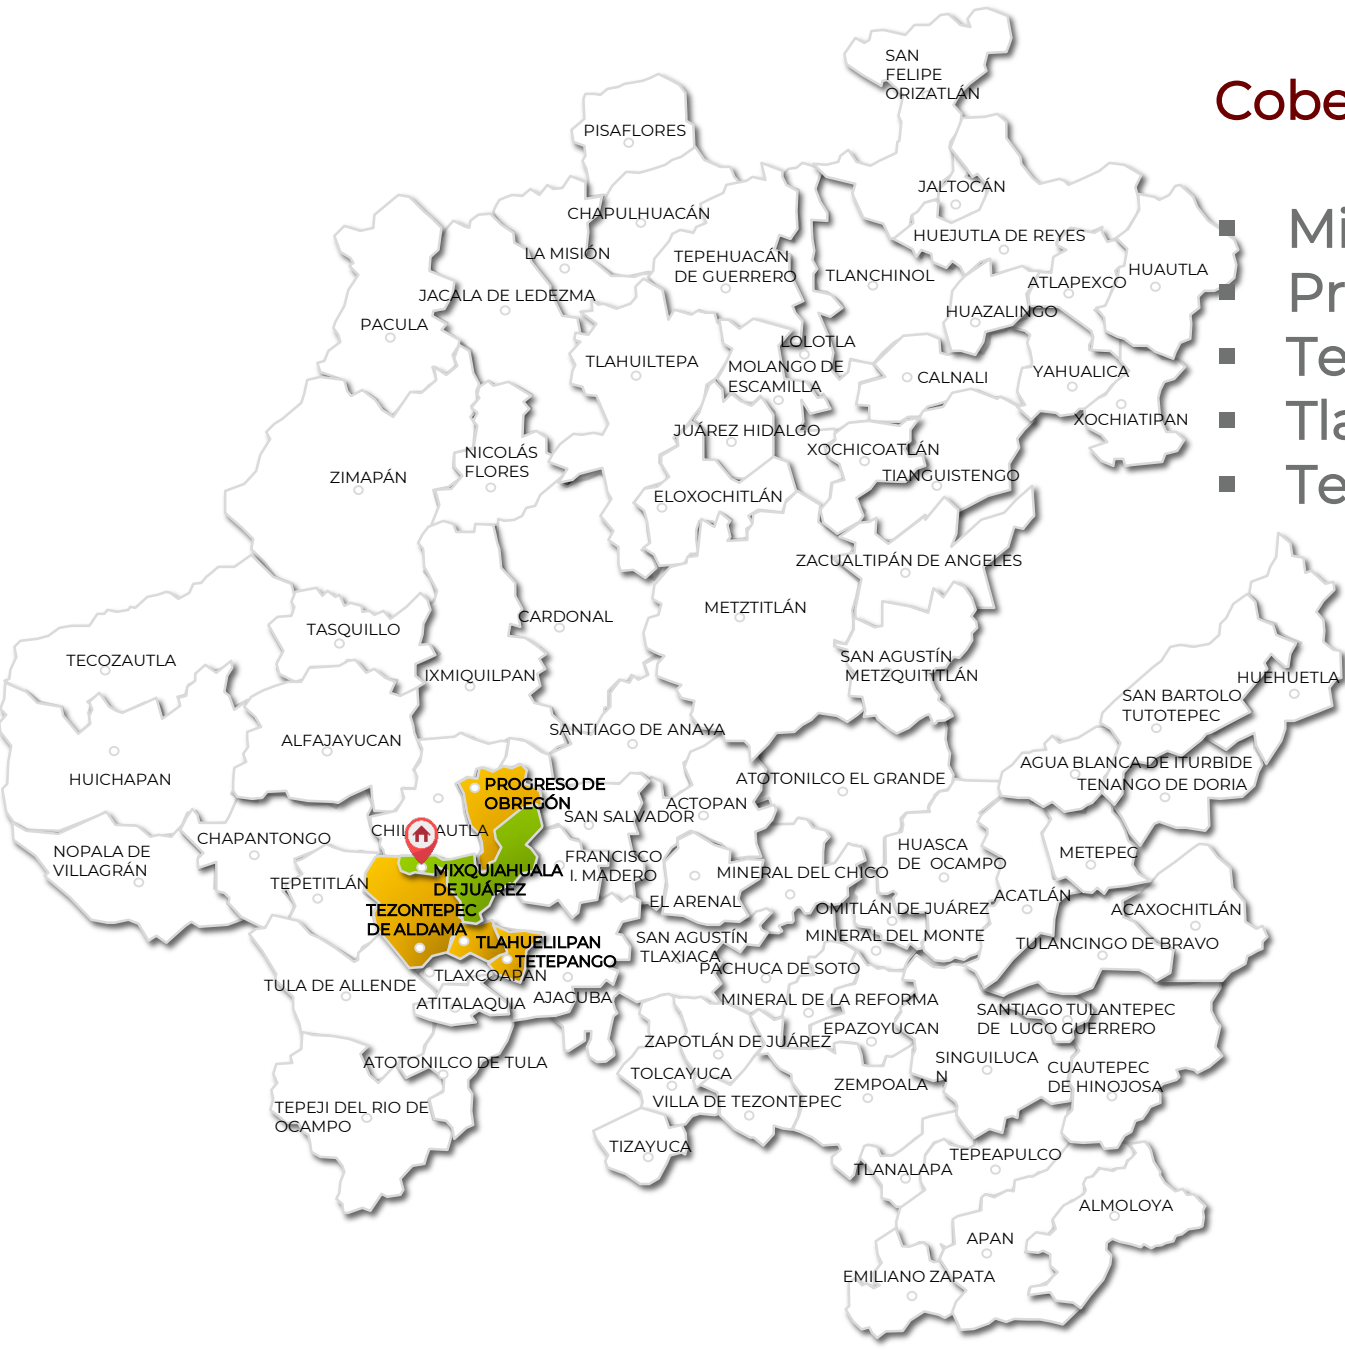 SAN
FELIPE
ORIZATLÁN
Cobe
PISAFLORES
JALTOCÁN
CHAPULHUACÁN
Mi
HUEJUTLA DE REYES
LA MISIÓN
TEPEHUACÁN
DE GUERRERO
TLANCHINOL
HUAUTLA
ATLAPEXCO
JACALA DE LEDEZMA
Pr
HUAZALINGO
PACULA
LOLOTLA
TLAHUILTEPA
MOLANGO DE
ESCAMILLA
Te
YAHUALICA
CALNALI
XOCHIATIPAN
Tla
JUÁREZ HIDALGO
XOCHICOATLÁN
NICOLÁS
FLORES
ZIMAPÁN
TIANGUISTENGO
Te
ELOXOCHITLÁN
ZACUALTIPÁN DE ANGELES
METZTITLÁN
CARDONAL
TASQUILLO
TECOZAUTLA
SAN AGUSTÍN
METZQUITITLÁN
IXMIQUILPAN
HUEHUETLA
SAN BARTOLO
TUTOTEPEC
SANTIAGO DE ANAYA
ALFAJAYUCAN
AGUA BLANCA DE ITURBIDE
HUICHAPAN
ATOTONILCO EL GRANDE
TENANGO DE DORIA
PROGRESO DE
OBREGÓN
ACTOPAN
SAN SALVADOR
CHIL AUTLA
CHAPANTONGO
NOPALA DE
VILLAGRÁN
HUASCA
DE OCAMPO
METEPEC
FRANCISCO
I. MADERO
MINERAL DEL CHICO
MIXQUIAHUALA
DE JUÁREZ
TEPETITLÁN
ACATLÁN
EL ARENAL
OMITLÁN DE JUÁREZ
ACAXOCHITLÁN
TEZONTEPEC
DE ALDAMA
MINERAL DEL MONTE
SAN AGUSTÍN
TLAXIACA
TLAHUELILPAN
TULANCINGO DE BRAVO
TETEPANGO
PACHUCA DE SOTO
TLAXCOAPAN
TULA DE ALLENDE
AJACUBA
ATITALAQUIA
MINERAL DE LA REFORMA
SANTIAGO TULANTEPEC
DE LUGO GUERRERO
EPAZOYUCAN
ZAPOTLÁN DE JUÁREZ
SINGUILUCA
N
ATOTONILCO DE TULA
CUAUTEPEC
DE HINOJOSA
TOLCAYUCA
ZEMPOALA
VILLA DE TEZONTEPEC
TEPEJI DEL RIO DE
OCAMPO
TIZAYUCA
TEPEAPULCO
TLANALAPA
ALMOLOYA
APAN
EMILIANO ZAPATA